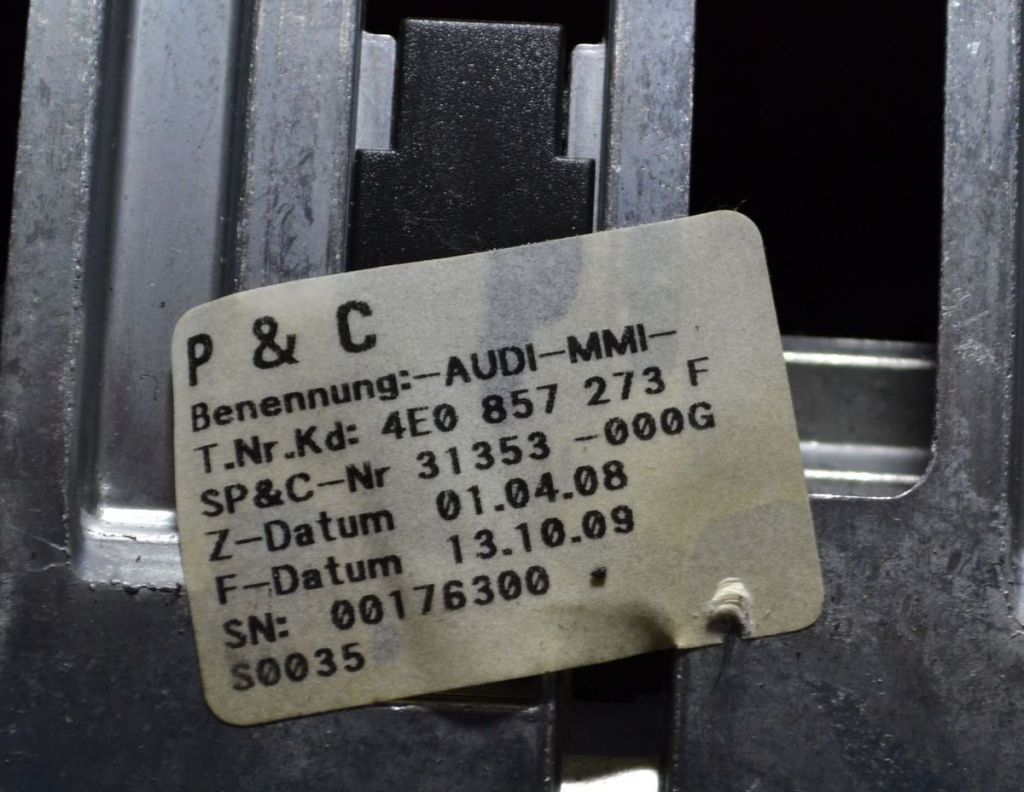 P & C
Benennung:-AUDI-MMI-
T.Nr.Kd: 4E0 857 273 F
SP&C-Nr 31353 -000G
Z-Datum 01.04.08
F-Datum 13.10.09
SN: 00176300
S0035